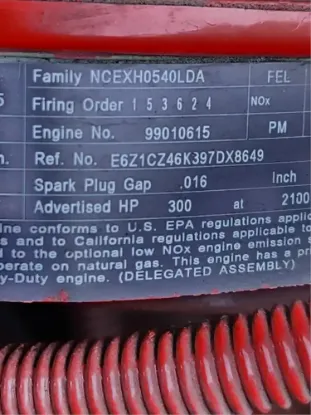 Family NCEXH0540LDA FEL
5 Firing Order 1 5 3 6 2 4 NOx
Engine No. 99010615 PM
n. Ref. No. E6Z1CZ46K397DX8649
Spark Plug Gap .016 Inch
Advertised HP 300 at 2100
ine conforms to U.S. EPA regulations applic
s and to California regulations applicable to
l to the optional low NOx engine emission s
perate on natural gas. This engine has a pri
y-Duty engine. (DELEGATED ASSEMBLY)